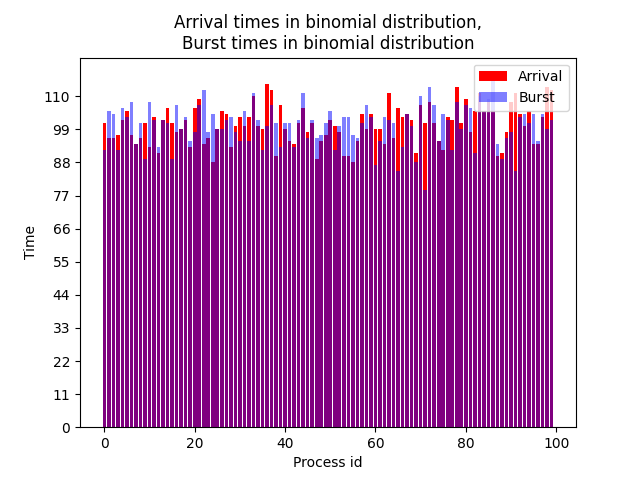 Arrival times in binomial distribution,
Burst times in binomial distribution
Arrival
Burst
110
99
88
77
66
55
44
33
22
11
0
Time
0 20 40 60 80 100
Process id